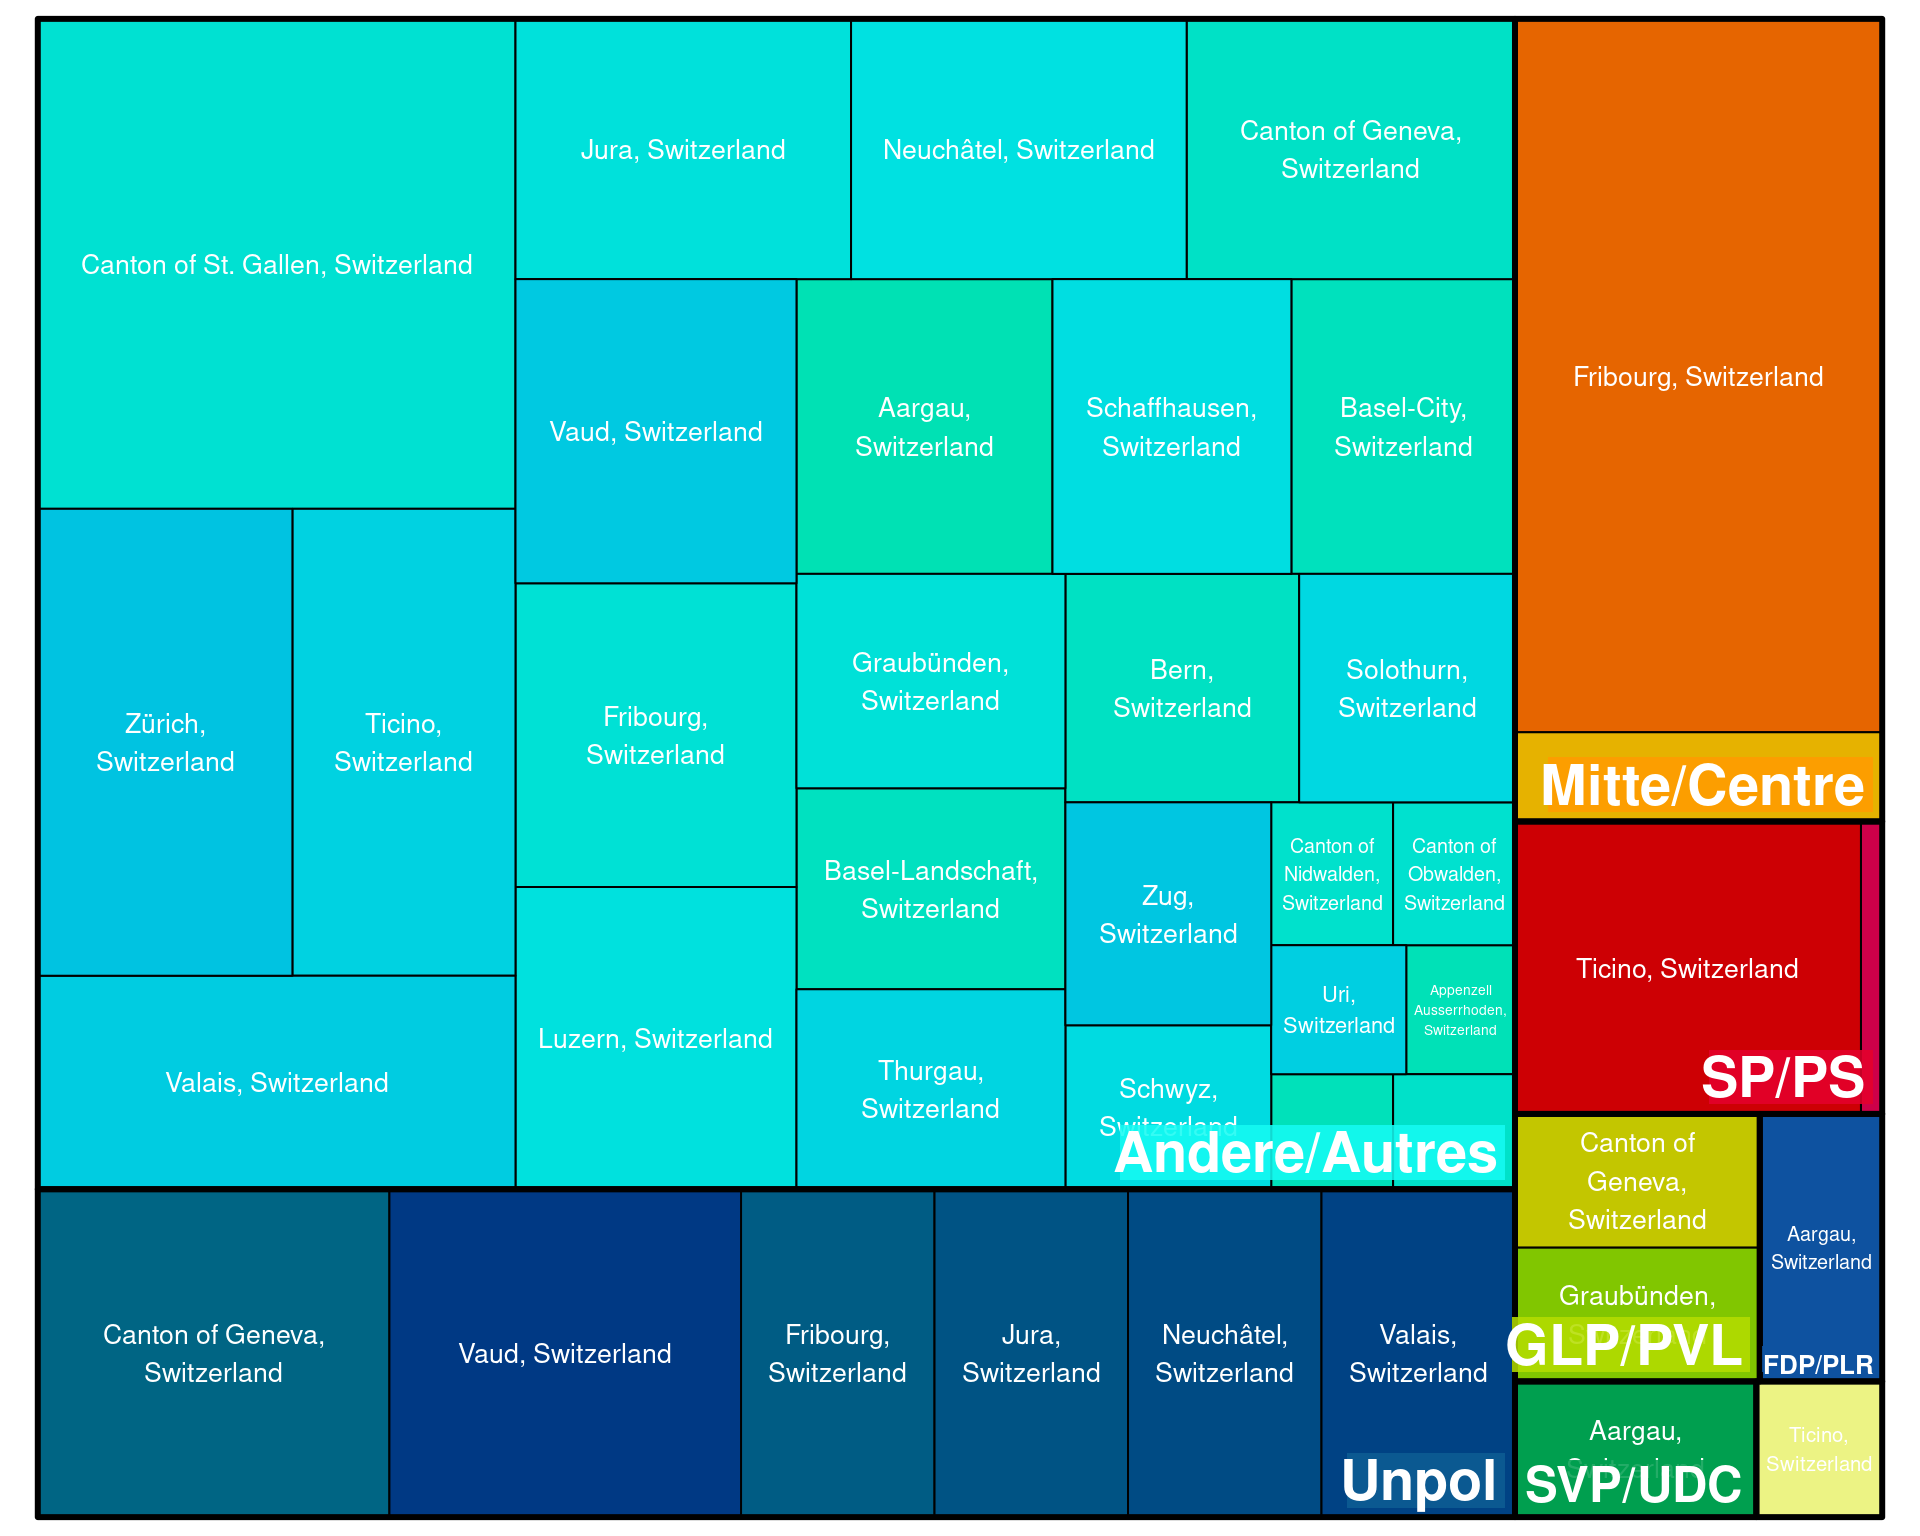 Canton of St. Gallen, Switzerland
Jura, Switzerland
Neuchâtel, Switzerland
Canton of Geneva,
Switzerland
Vaud, Switzerland
Aargau,
Switzerland
Schaffhausen,
Switzerland
Basel-City,
Switzerland
Zürich,
Switzerland
Ticino,
Switzerland
Fribourg,
Switzerland
Graubünden,
Switzerland
Bern,
Switzerland
Solothurn,
Switzerland
Basel-Landschaft,
Switzerland
Zug,
Switzerland
Canton of
Nidwalden,
Switzerland
Canton of
Obwalden,
Switzerland
Uri,
Switzerland
Appenzell
Ausserrhoden,
Switzerland
Valais, Switzerland
Luzern, Switzerland
Thurgau,
Switzerland
Schwyz,
Switzerland
Andere/Autres
Canton of Geneva,
Switzerland
Vaud, Switzerland
Fribourg,
Switzerland
Jura,
Switzerland
Neuchâtel,
Switzerland
Valais,
Switzerland
Unpol
Fribourg, Switzerland
Mitte/Centre
Ticino, Switzerland
SP/PS
Canton of
Geneva,
Switzerland
Graubünden,
GLP/PVL
Aargau,
Switzerland
FDP/PLR
Aargau,
Switzerland
SVP/UDC
Ticino,
Switzerland